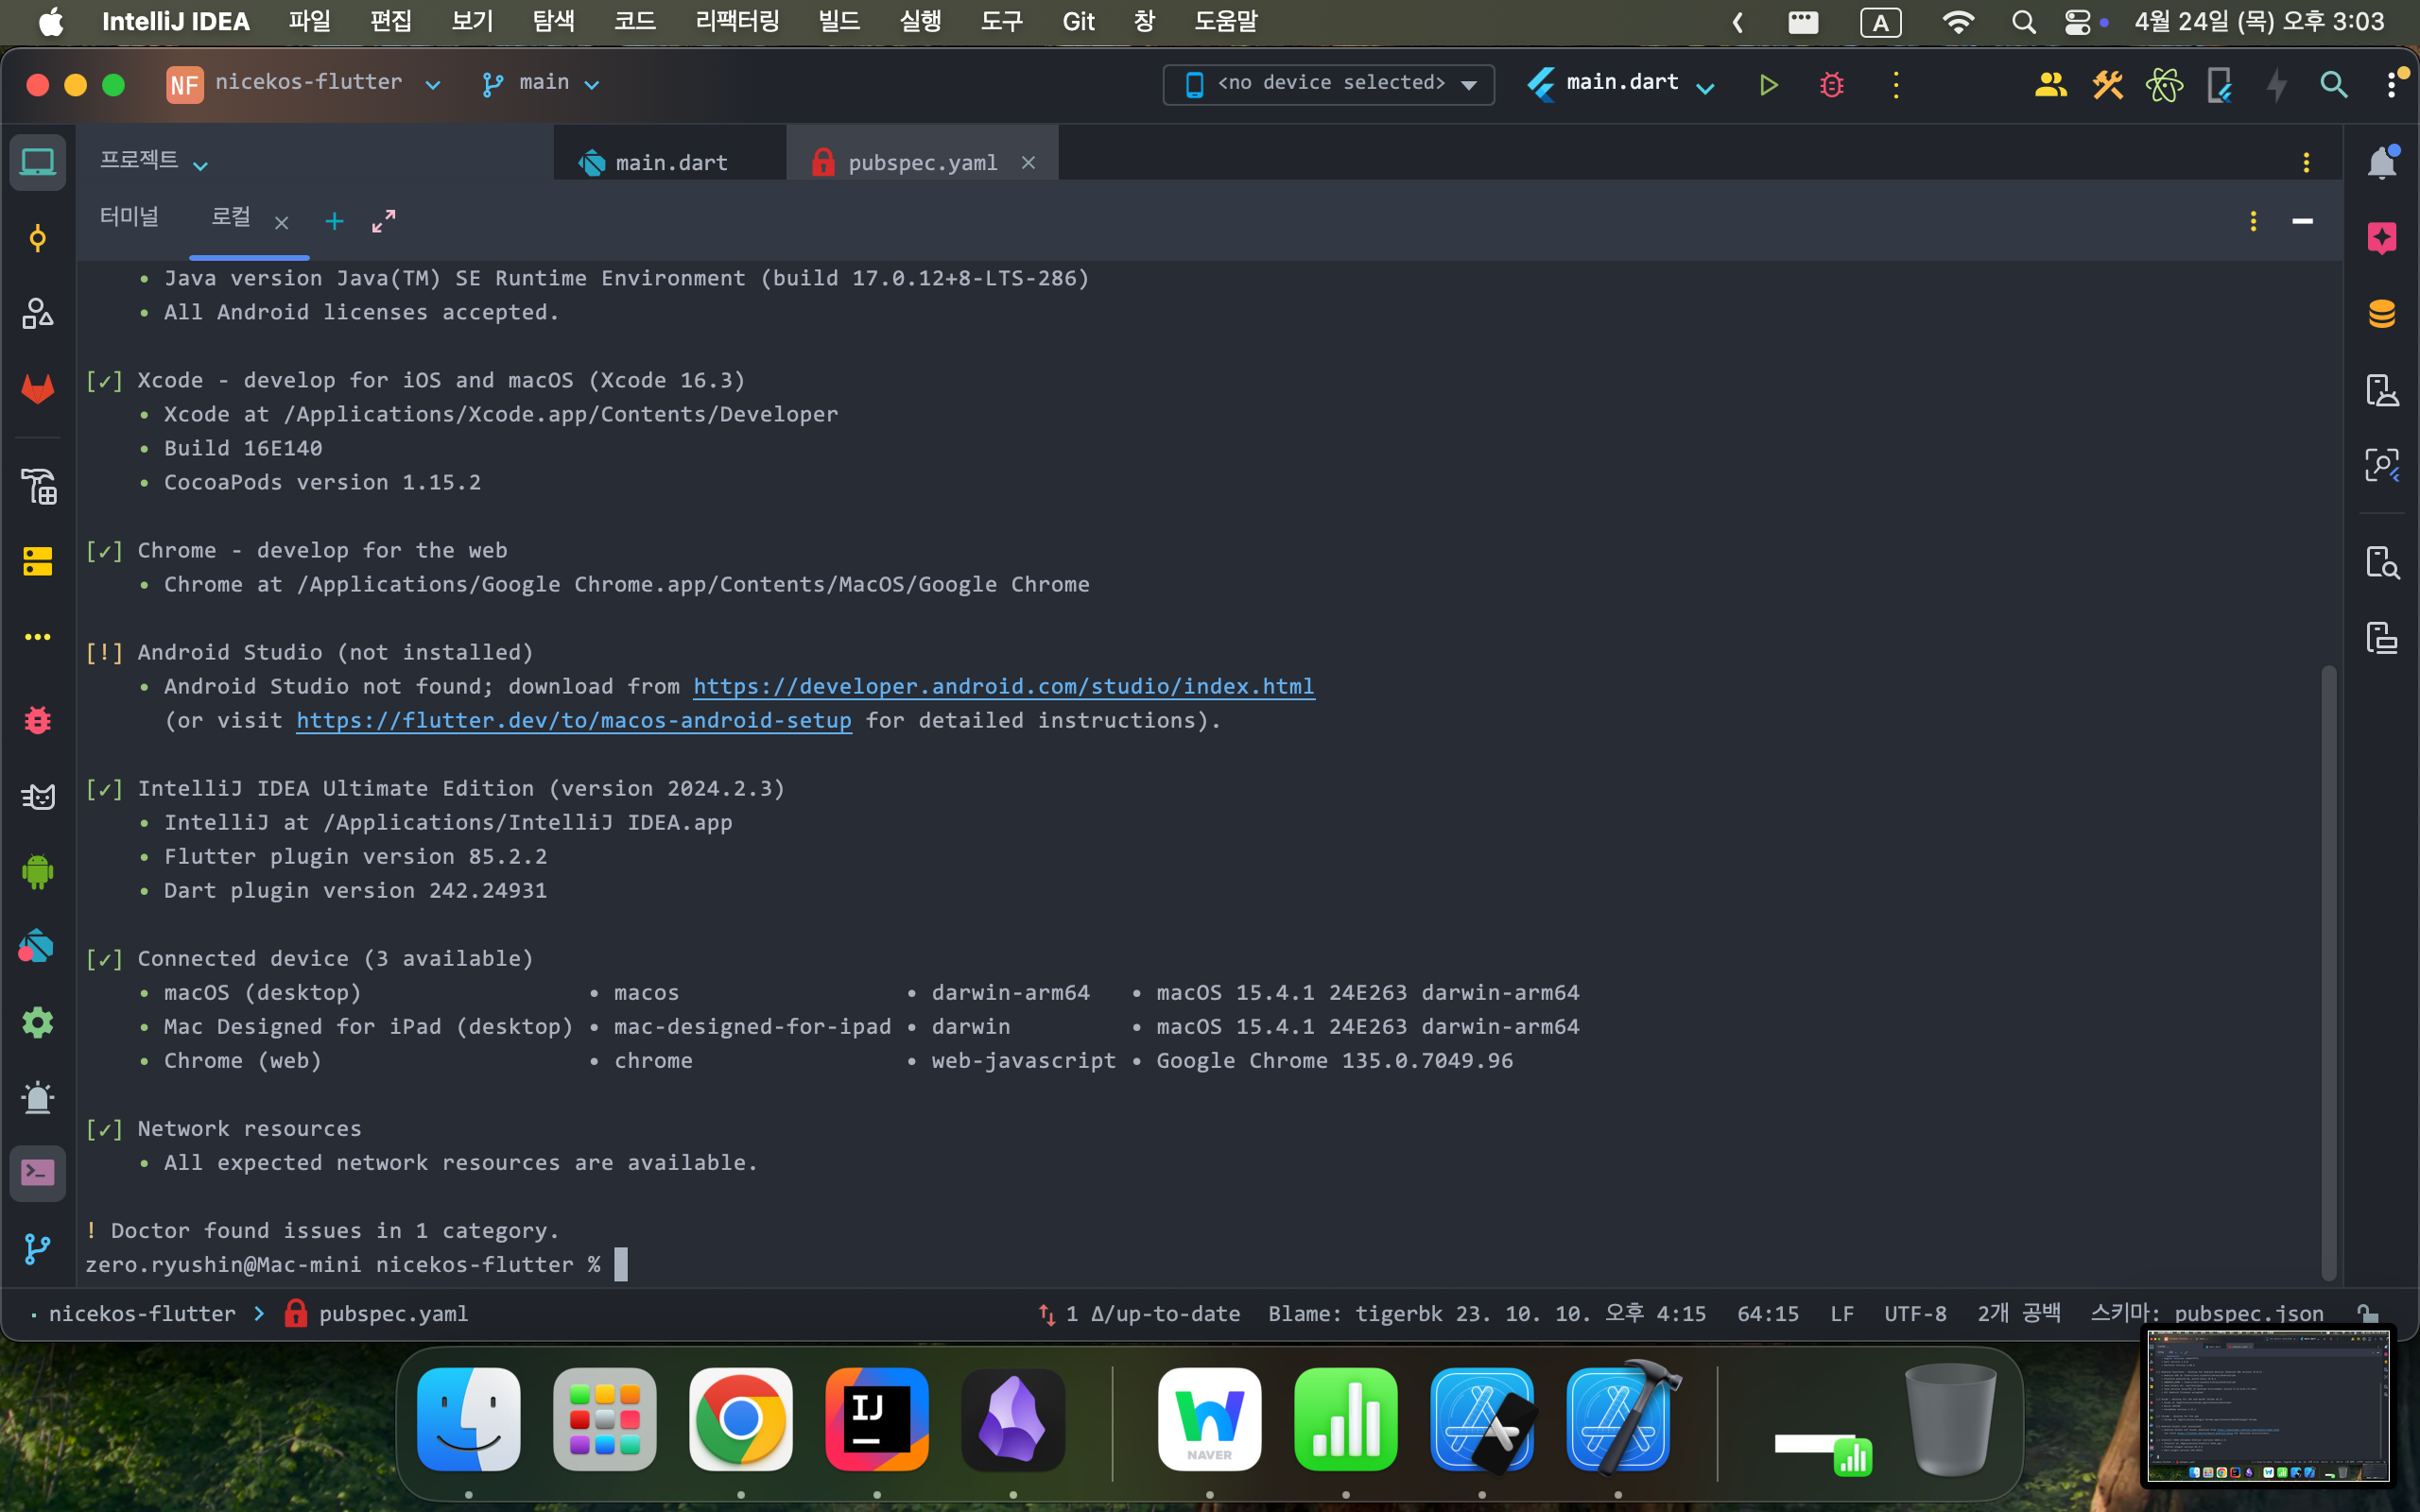 IntelliJ IDEA 파일 편집 보기 탐색 코드 리팩터링 빌드 실행 도구 Git 창 도움말 A 4월 24일 (목) 오후 3:03
NF nicekos-flutter main <no device selected> main.dart
프로젝트 main.dart pubspec.yaml
터미널 로컬
• Java version Java(TM) SE Runtime Environment (build 17.0.12+8-LTS-286)
• All Android licenses accepted.
[✓] Xcode - develop for iOS and macOS (Xcode 16.3)
• Xcode at /Applications/Xcode.app/Contents/Developer
• Build 16E140
• CocoaPods version 1.15.2
[✓] Chrome - develop for the web
• Chrome at /Applications/Google Chrome.app/Contents/MacOS/Google Chrome
[!] Android Studio (not installed)
• Android Studio not found; download from https://developer.android.com/studio/index.html
(or visit https://flutter.dev/to/macos-android-setup for detailed instructions).
[✓] IntelliJ IDEA Ultimate Edition (version 2024.2.3)
• IntelliJ at /Applications/IntelliJ IDEA.app
• Flutter plugin version 85.2.2
• Dart plugin version 242.24931
[✓] Connected device (3 available)
• macOS (desktop) • macos • darwin-arm64 • macOS 15.4.1 24E263 darwin-arm64
• Mac Designed for iPad (desktop) • mac-designed-for-ipad • darwin • macOS 15.4.1 24E263 darwin-arm64
• Chrome (web) • chrome • web-javascript • Google Chrome 135.0.7049.96
[✓] Network resources
• All expected network resources are available.
! Doctor found issues in 1 category.
zero.ryushin@Mac-mini nicekos-flutter %
nicekos-flutter > pubspec.yaml 1 Δ/up-to-date Blame: tigerbk 23. 10. 10. 오후 4:15 64:15 LF UTF-8 2개 공백 스키마: pubspec.json
IJ
NAVER